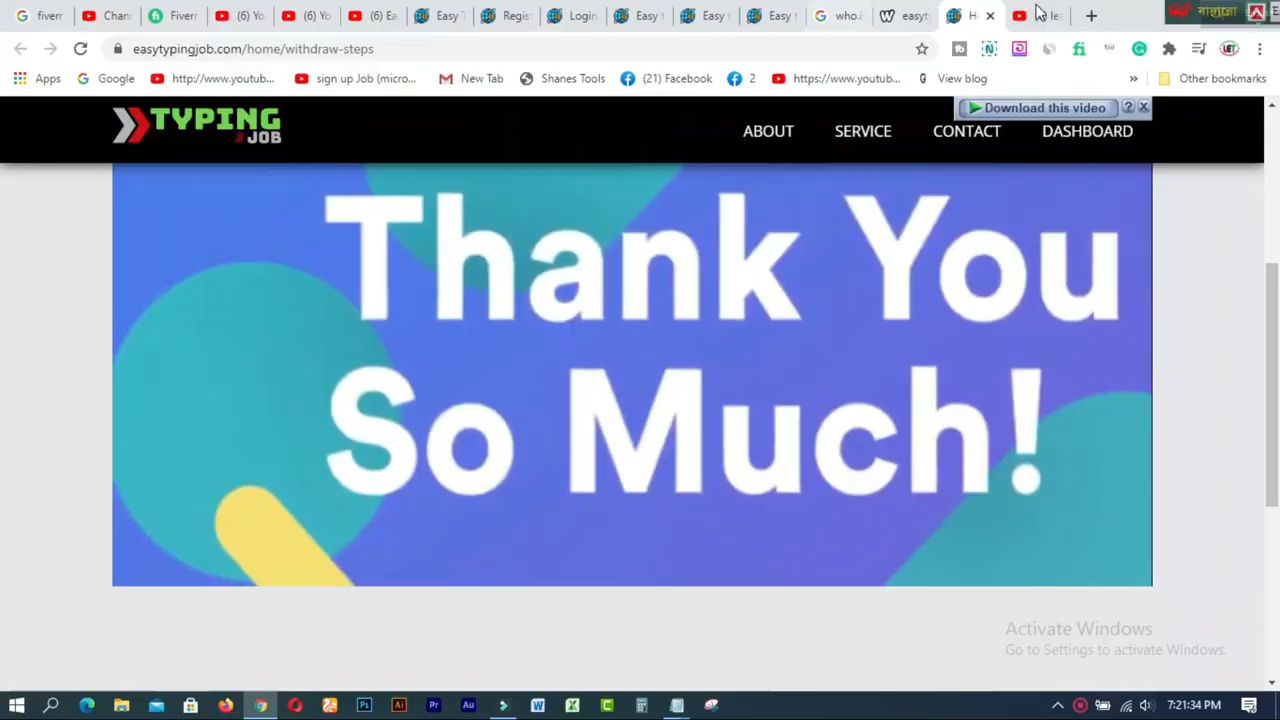 fiverr
Chan
Fiverr
(6) Yo
(6) Yo
(6) Ea
Easy T
Reg
Login
Easy t
Easy t
Easy T
who.i
easyt
H
le
বায়ান্নো
easytypingjob.com/home/withdraw-steps
Apps
Google
http://www.youtub...
sign up Job (micro...
New Tab
Shanes Tools
(21) Facebook
2
https://www.youtub...
View blog
»
Other bookmarks
Download this video
?
TYPING
JOB
ABOUT
SERVICE
CONTACT
DASHBOARD
Thank You
So Much!
Activate Windows
Go to Settings to activate Windows.
7:21:34 PM